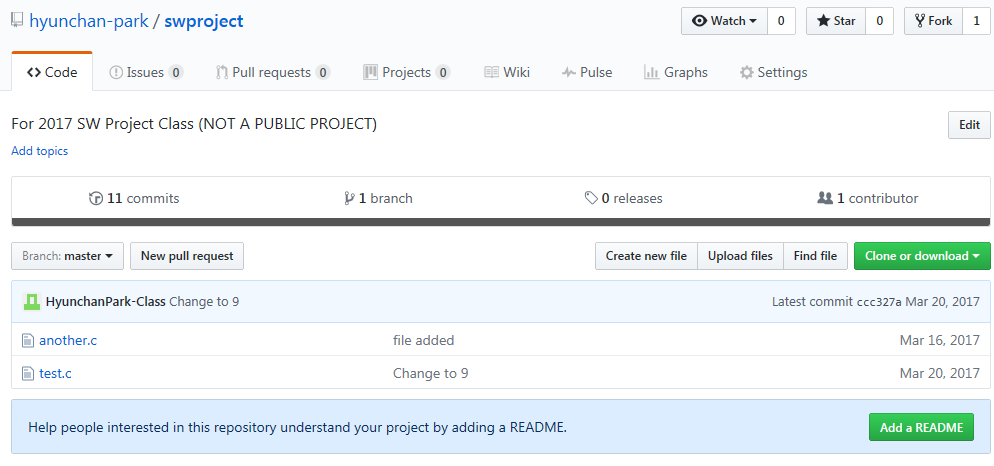 hyunchan-park / swproject Watch 0 Star 0 Fork 1
Code Issues 0 Pull requests 0 Projects 0 Wiki Pulse Graphs Settings
For 2017 SW Project Class (NOT A PUBLIC PROJECT) Edit
Add topics
11 commits 1 branch 0 releases 1 contributor
Branch: master New pull request Create new file Upload files Find file Clone or download
HyunchanPark-Class Change to 9 Latest commit ccc327a Mar 20, 2017
another.c file added Mar 16, 2017
test.c Change to 9 Mar 20, 2017
Help people interested in this repository understand your project by adding a README. Add a README